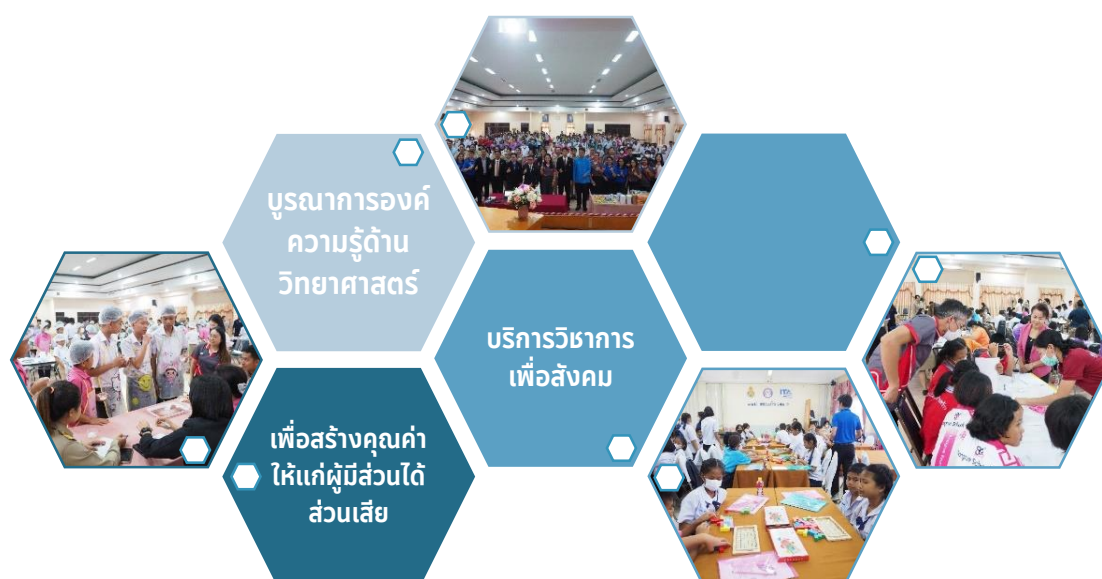 บูรณาการองค์
ความรู้ด้าน
วิทยาศาสตร์
บริการวิชาการ
เพื่อสังคม
เพื่อสร้างคุณค่า
ให้แก่ผู้มีส่วนได้
ส่วนเสีย